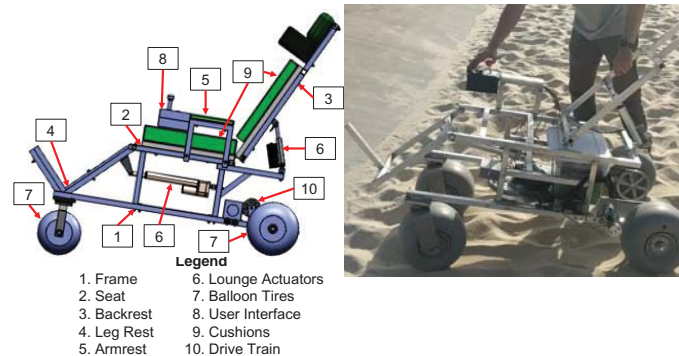 8
5
9
3
2
4
6
7
10
1
6
7
Legend
1. Frame
2. Seat
3. Backrest
4. Leg Rest
5. Armrest
6. Lounge Actuators
7. Balloon Tires
8. User Interface
9. Cushions
10. Drive Train